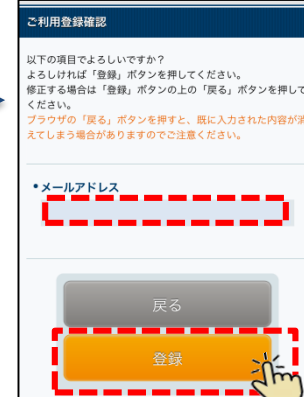 ご利用登録確認
以下の項目でよろしいですか？
よろしければ「登録」ボタンを押してください。
修正する場合は「登録」ボタンの上の「戻る」ボタンを押して
ください。
ブラウザの「戻る」ボタンを押すと、既に入力された内容が消
えてしまう場合がありますのでご注意ください。
•メールアドレス
戻る
登録